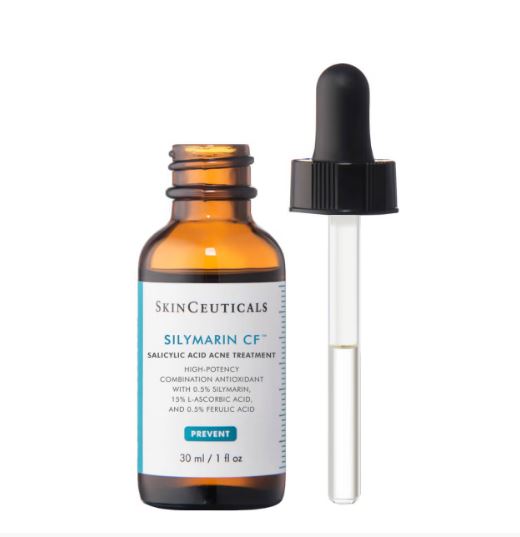 SKINCEUTICALS
SILYMARIN CF™
SALICYLIC ACID ACNE TREATMENT
HIGH-POTENCY
COMBINATION ANTIOXIDANT
WITH 0.5% SILYMARIN,
15% L-ASCORBIC ACID,
AND 0.5% FERULIC ACID
PREVENT
30 ml / 1 fl oz